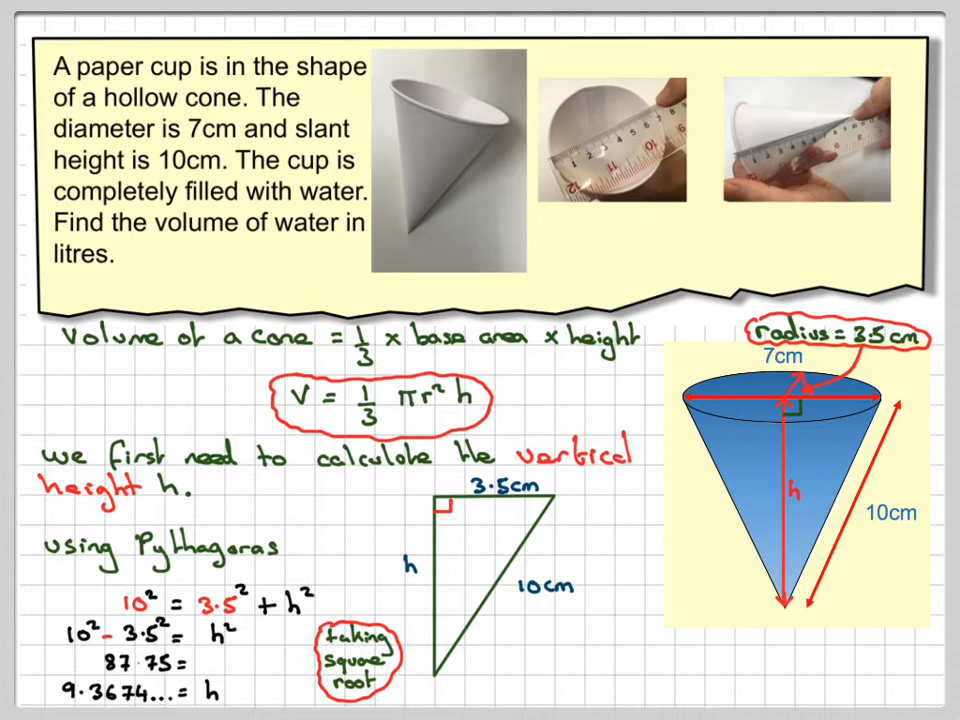 A paper cup is in the shape
of a hollow cone. The
diameter is 7cm and slant
height is 10cm. The cup is
completely filled with water.
Find the volume of water in
litres.
Volume of a cone = 1/3 x base area x height
radius = 3.5cm
7cm
V = 1/3 πr² h
we first need to calculate the vertical
height h.
3.5cm
h
10cm
h
10cm
using Pythagoras
10² = 3.5² + h²
10² - 3.5² = h²
87.75 =
9.3674... = h
taking
square
root